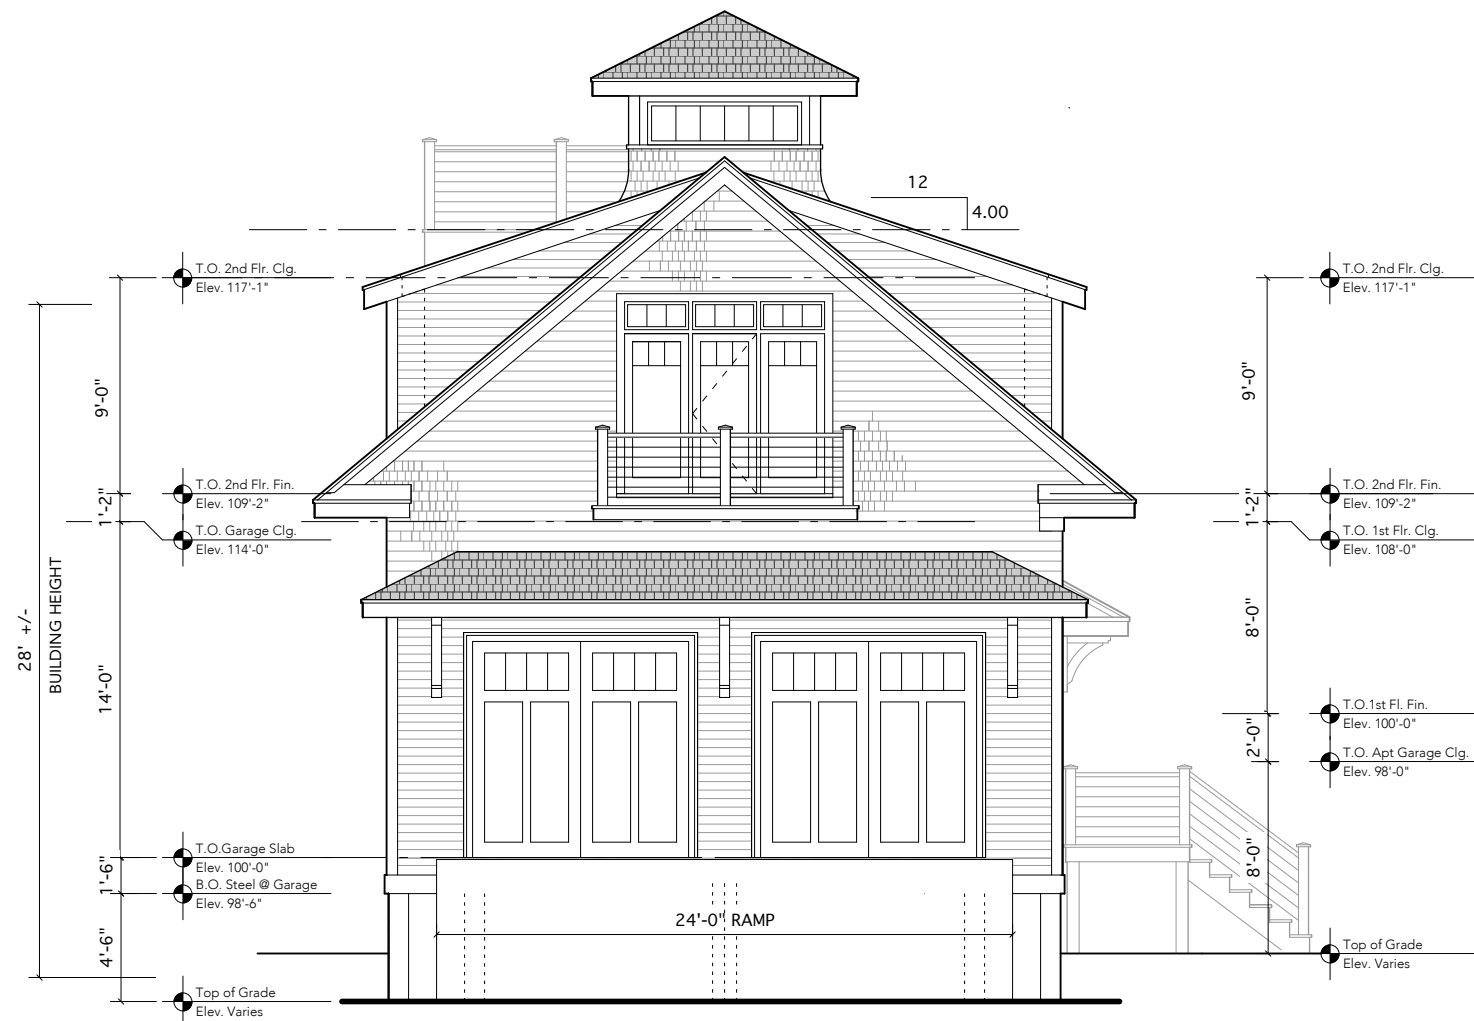 12
4.00
T.O. 2nd Flr. Clg.
Elev. 117'-1"
9'-0"
T.O. 2nd Flr. Fin.
Elev. 109'-2"
1'-2"
T.O. Garage Clg.
Elev. 114'-0"
28' +/-
BUILDING HEIGHT
14'-0"
T.O.Garage Slab
Elev. 100'-0"
1'-6"
B.O. Steel @ Garage
Elev. 98'-6"
4'-6"
Top of Grade
Elev. Varies
24'-0" RAMP
T.O. 2nd Flr. Clg.
Elev. 117'-1"
9'-0"
T.O. 2nd Flr. Fin.
Elev. 109'-2"
1'-2"
T.O. 1st Flr. Clg.
Elev. 108'-0"
8'-0"
T.O.1st Fl. Fin.
Elev. 100'-0"
2'-0"
T.O. Apt Garage Clg.
Elev. 98'-0"
8'-0"
Top of Grade
Elev. Varies